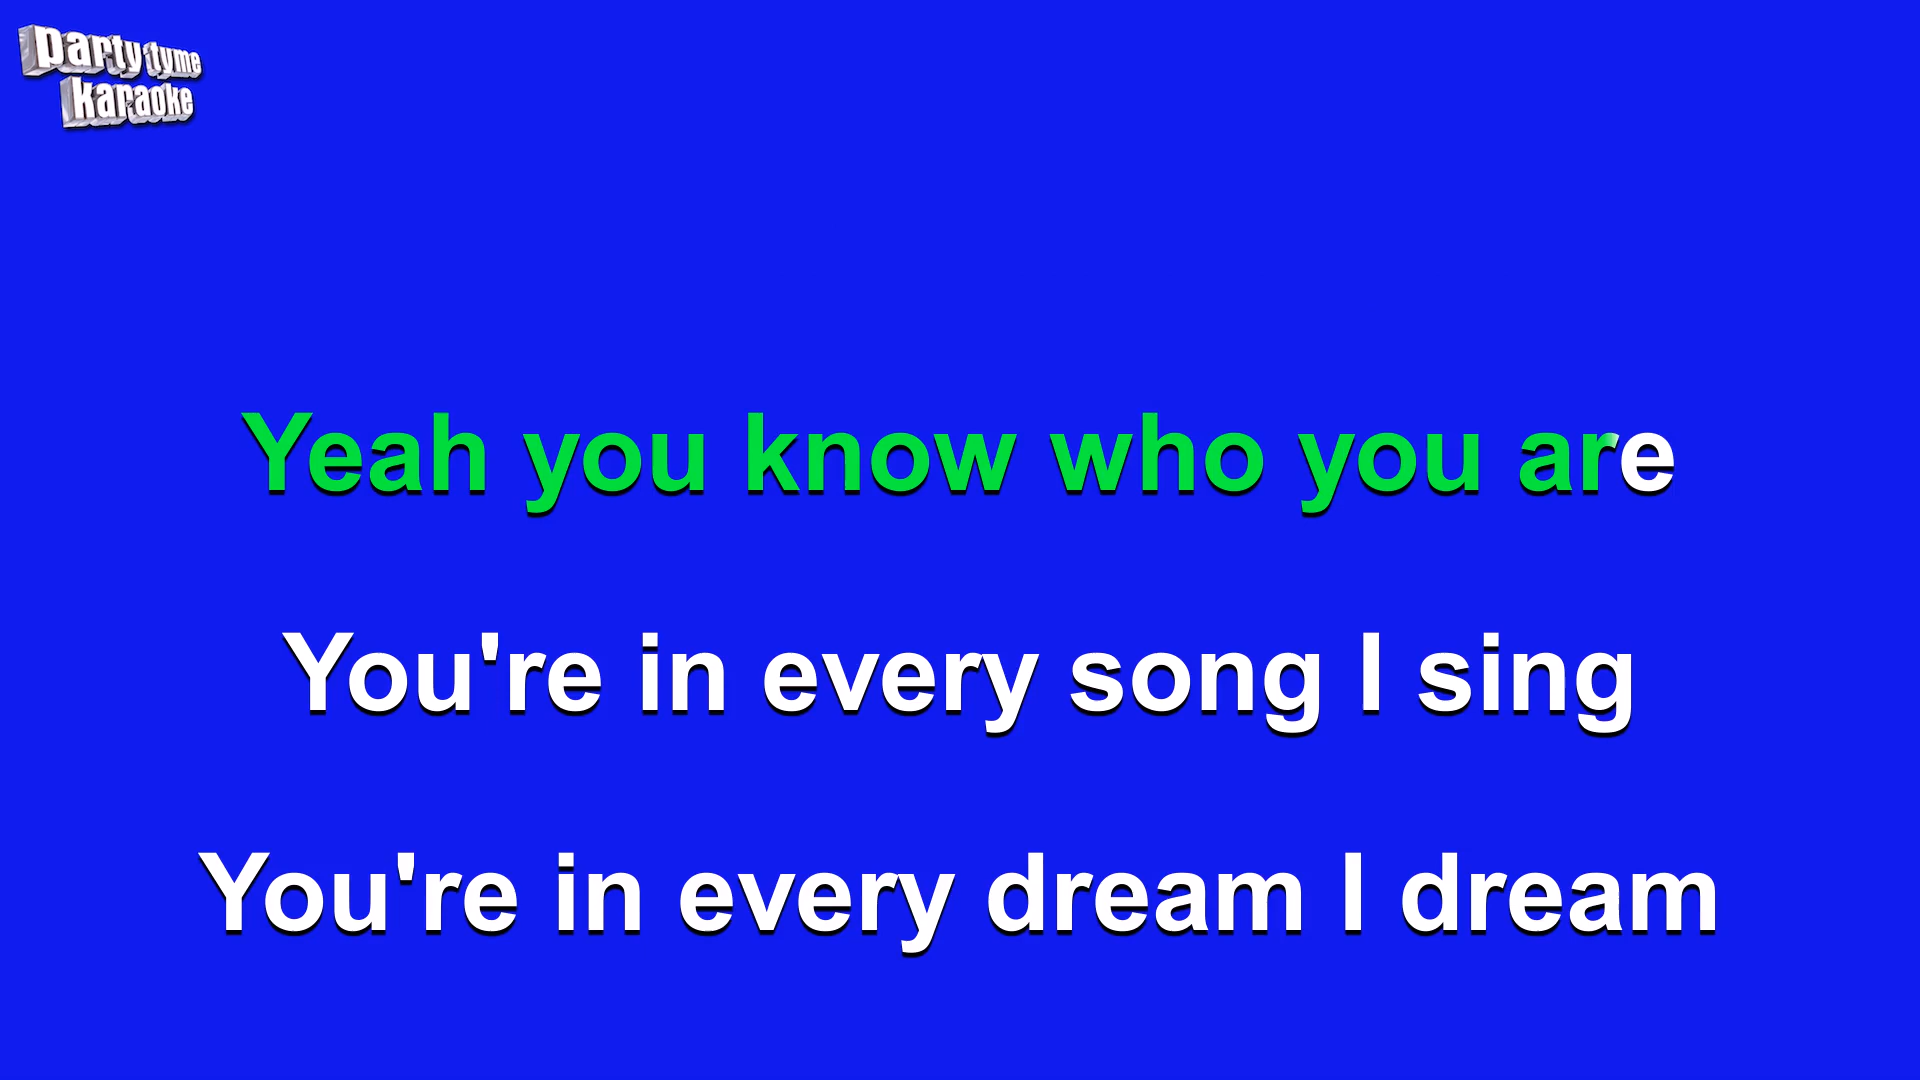 party tyme
karaoke
Yeah you know who you are
You're in every song I sing
You're in every dream I dream